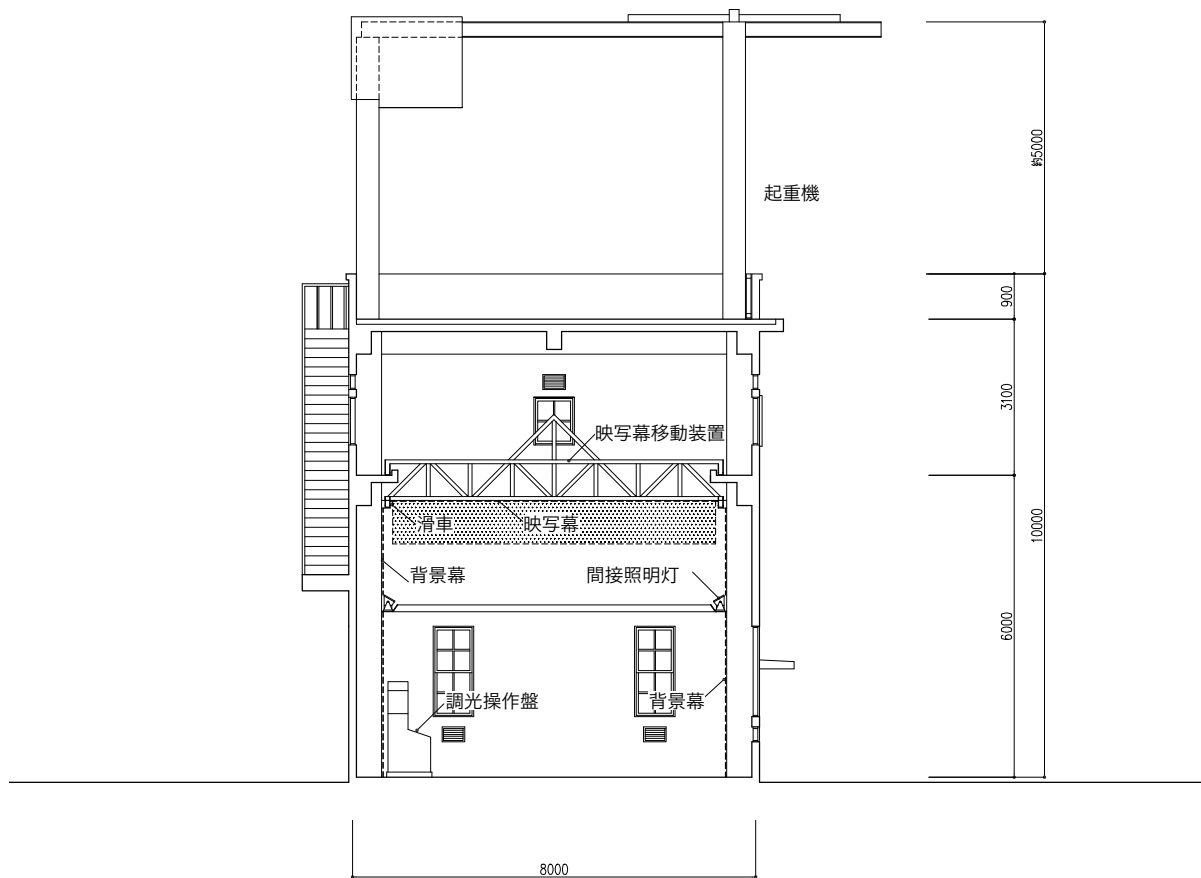 約5000
起重機
900
3100
映写幕移動装置
滑車
映写幕
10000
背景幕
間接照明灯
6000
調光操作盤
背景幕
8000